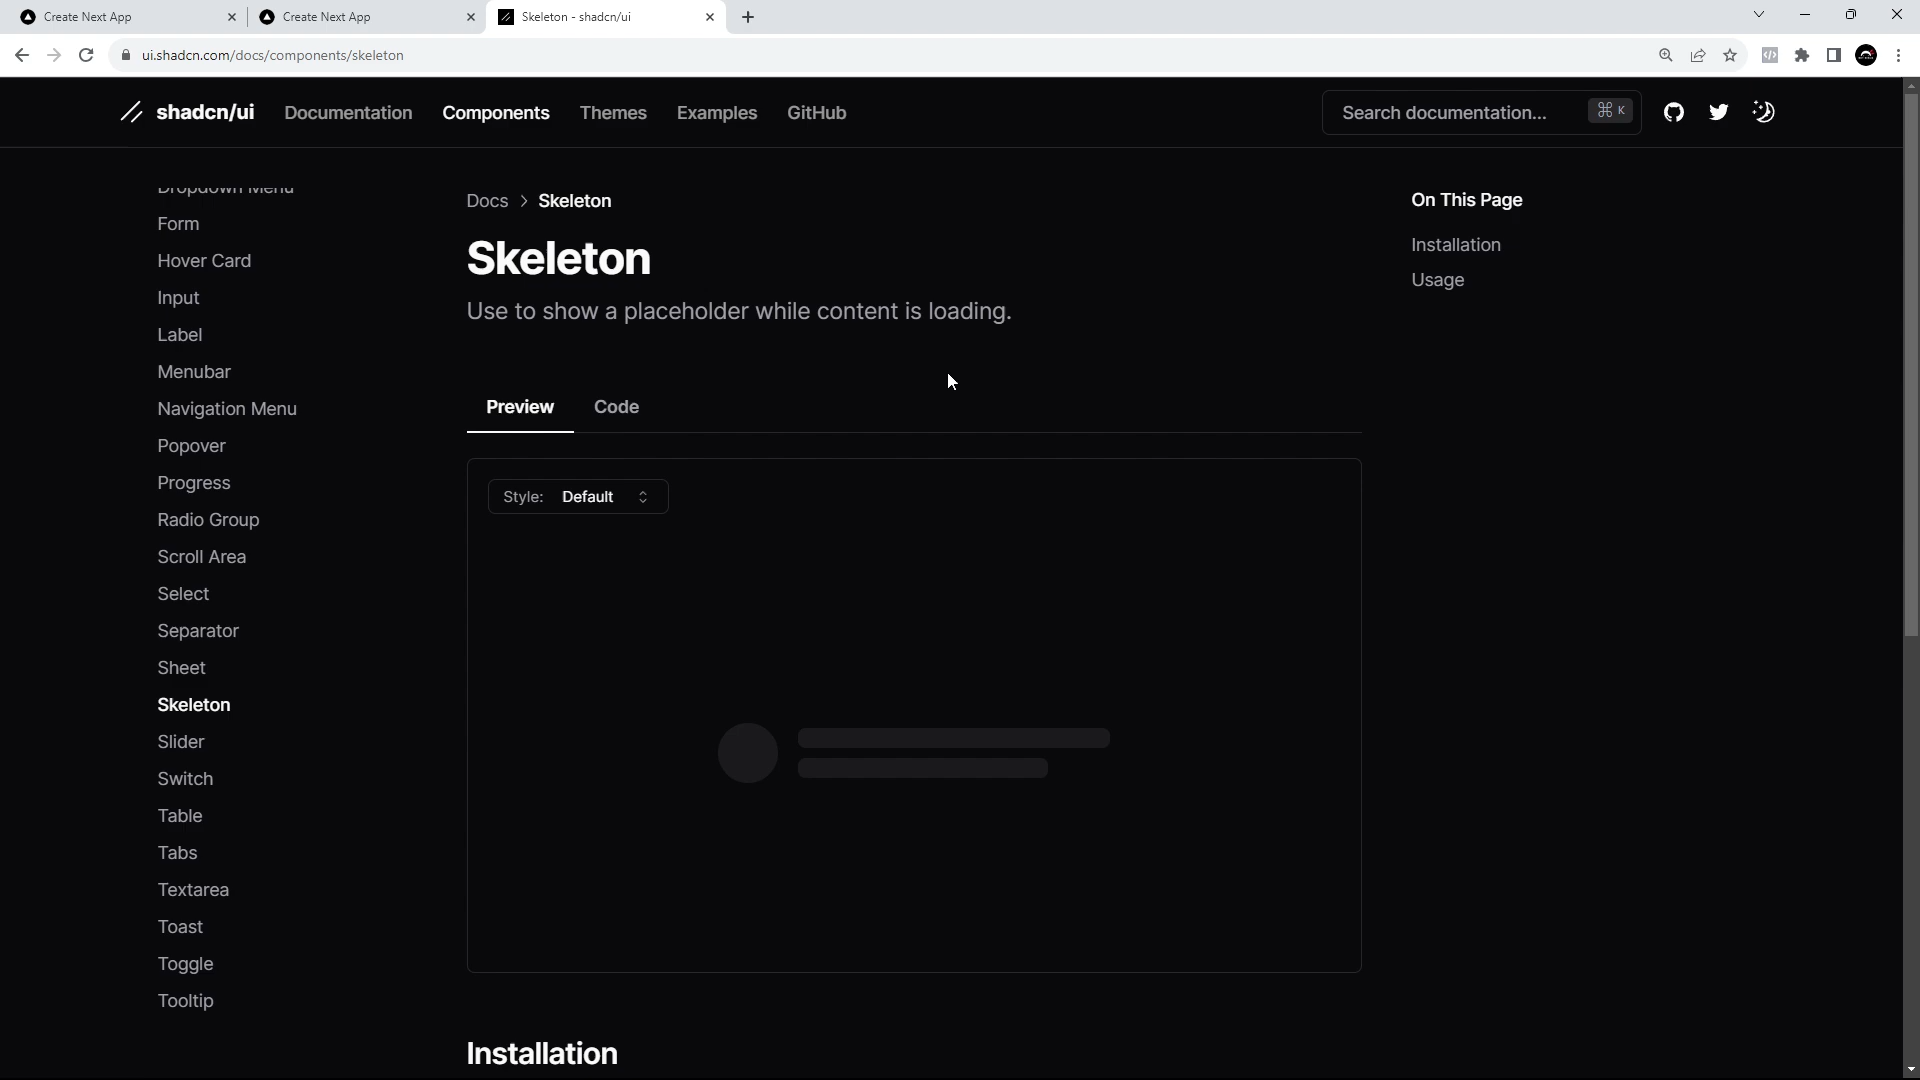 Create Next App
Create Next App
Skeleton - shadcn/ui
ui.shadcn.com/docs/components/skeleton
shadcn/ui
Documentation
Components
Themes
Examples
GitHub
Search documentation...
⌘ K
Dropdown Menu
Form
Hover Card
Input
Label
Menubar
Navigation Menu
Popover
Progress
Radio Group
Scroll Area
Select
Separator
Sheet
Skeleton
Slider
Switch
Table
Tabs
Textarea
Toast
Toggle
Tooltip
Docs > Skeleton
Skeleton
Use to show a placeholder while content is loading.
Preview
Code
Style: Default
Installation
On This Page
Installation
Usage